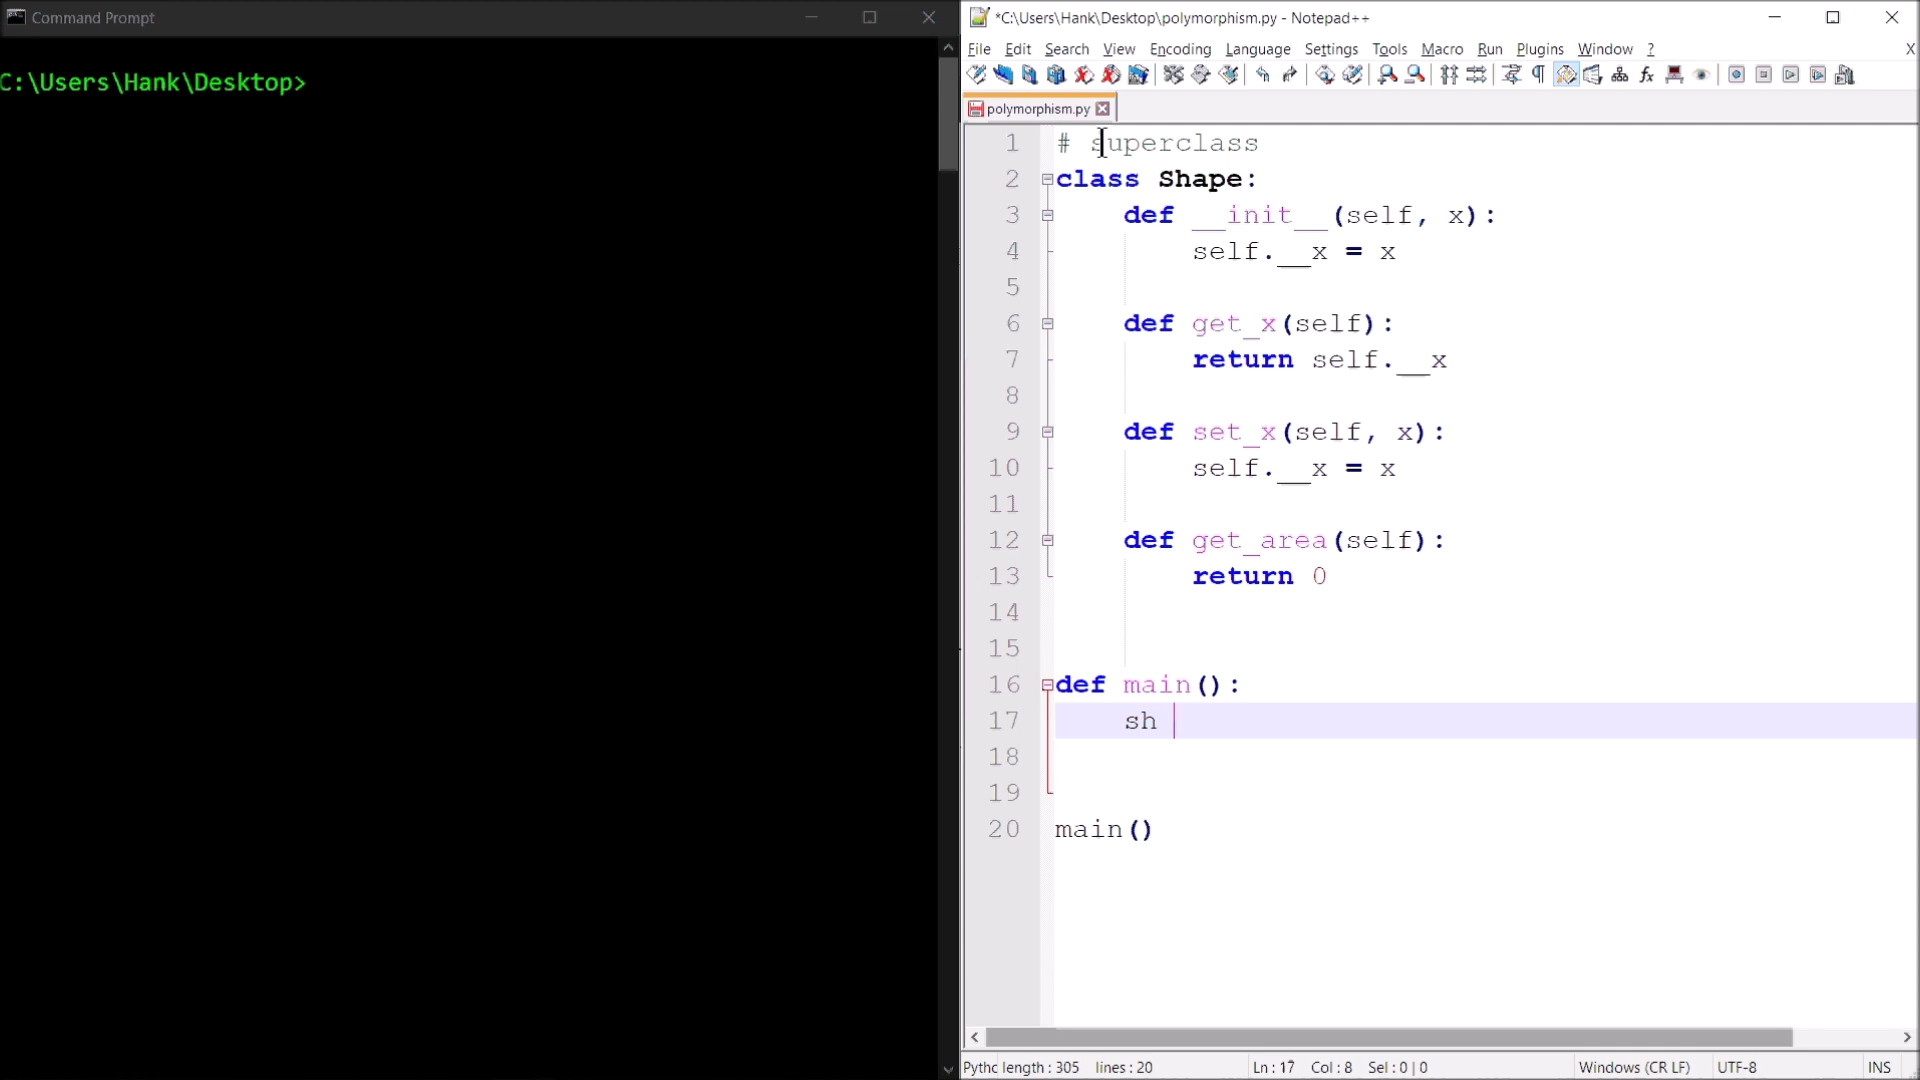 Command Prompt
C:\Users\Hank\Desktop>
*C:\Users\Hank\Desktop\polymorphism.py - Notepad++
File Edit Search View Encoding Language Settings Tools Macro Run Plugins Window ? X
polymorphism.py
1 # superclass
2 class Shape:
3 def __init__(self, x):
4 self.__x = x
5
6 def get_x(self):
7 return self.__x
8
9 def set_x(self, x):
10 self.__x = x
11
12 def get_area(self):
13 return 0
14
15
16 def main():
17 sh
18
19
20 main()
Pythc length : 305 lines : 20 Ln : 17 Col : 8 Sel : 0 | 0 Windows (CR LF) UTF-8 INS